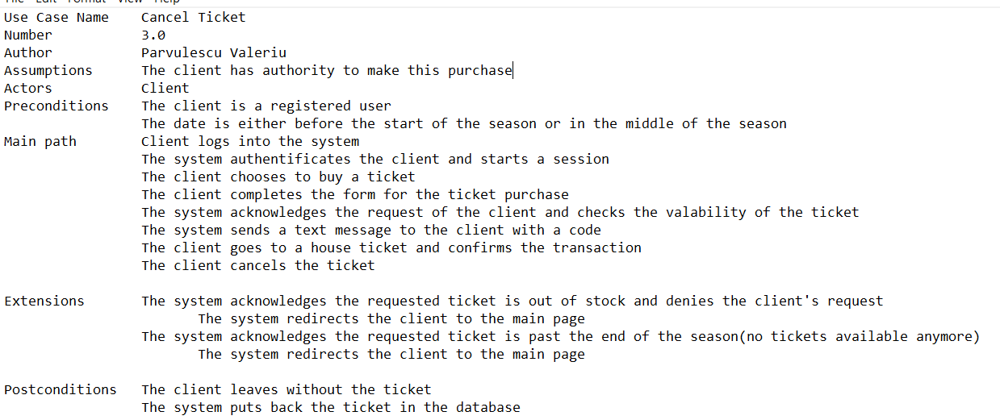 File Edit Format View Help
Use Case Name Cancel Ticket
Number 3.0
Author Parvulescu Valeriu
Assumptions The client has authority to make this purchase
Actors Client
Preconditions The client is a registered user
The date is either before the start of the season or in the middle of the season
Main path Client logs into the system
The system authentificates the client and starts a session
The client chooses to buy a ticket
The client completes the form for the ticket purchase
The system acknowledges the request of the client and checks the valability of the ticket
The system sends a text message to the client with a code
The client goes to a house ticket and confirms the transaction
The client cancels the ticket
Extensions The system acknowledges the requested ticket is out of stock and denies the client's request
The system redirects the client to the main page
The system acknowledges the requested ticket is past the end of the season(no tickets available anymore)
The system redirects the client to the main page
Postconditions The client leaves without the ticket
The system puts back the ticket in the database